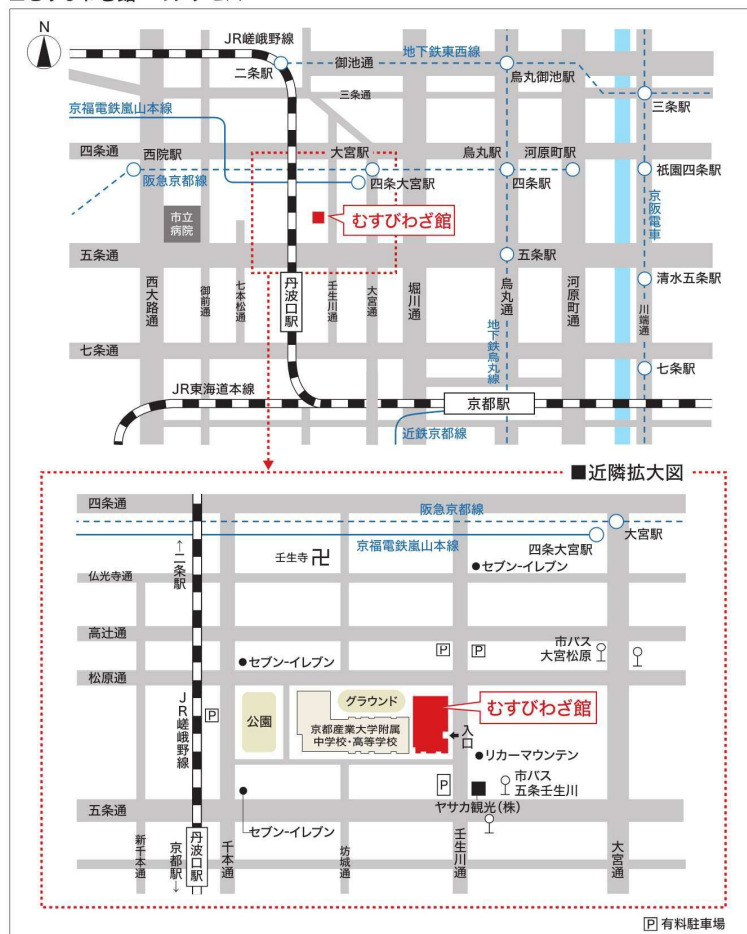 N
JR嵯峨野線
二条駅
御池通
地下鉄東西線
烏丸御池駅
三条通
三条駅
京福電鉄嵐山本線
四条通
西院駅
大宮駅
烏丸駅
河原町駅
阪急京都線
四条大宮駅
四条駅
祇園四条駅
市立
病院
むすびわざ館
京阪電車
五条通
五条駅
清水五条駅
西大路通
御前通
七本松通
丹波口駅
壬生川通
大宮通
堀川通
烏丸通
河原町通
川端通
地下鉄烏丸線
七条通
七条駅
JR東海道本線
京都駅
近鉄京都線
■近隣拡大図
四条通
阪急京都線
大宮駅
京福電鉄嵐山本線
四条大宮駅
←二条駅
壬生寺卍
セブン-イレブン
仏光寺通
高辻通
P
P
市バス
大宮松原
セブン-イレブン
松原通
JR嵯峨野線
P
公園
グラウンド
京都産業大学附属
中学校・高等学校
むすびわざ館
入口
リカーマウンテン
P
市バス
五条壬生川
ヤサカ観光(株)
五条通
セブン-イレブン
新千本通
京都駅→
丹波口駅
千本通
坊城通
壬生川通
大宮通
P 有料駐車場